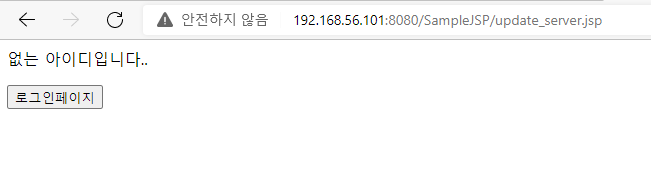 안전하지 않음 192.168.56.101:8080/SampleJSP/update_server.jsp
없는 아이디입니다..
로그인페이지